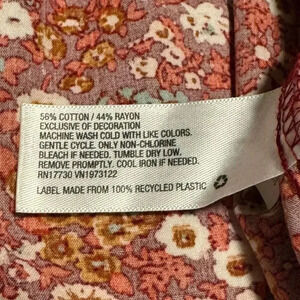 56% COTTON / 44% RAYON
EXCLUSIVE OF DECORATION
MACHINE WASH COLD WITH LIKE COLORS.
GENTLE CYCLE. ONLY NON-CHLORINE
BLEACH IF NEEDED. TUMBLE DRY LOW.
REMOVE PROMPTLY. COOL IRON IF NEEDED.
RN17730 VN1973122
LABEL MADE FROM 100% RECYCLED PLASTIC